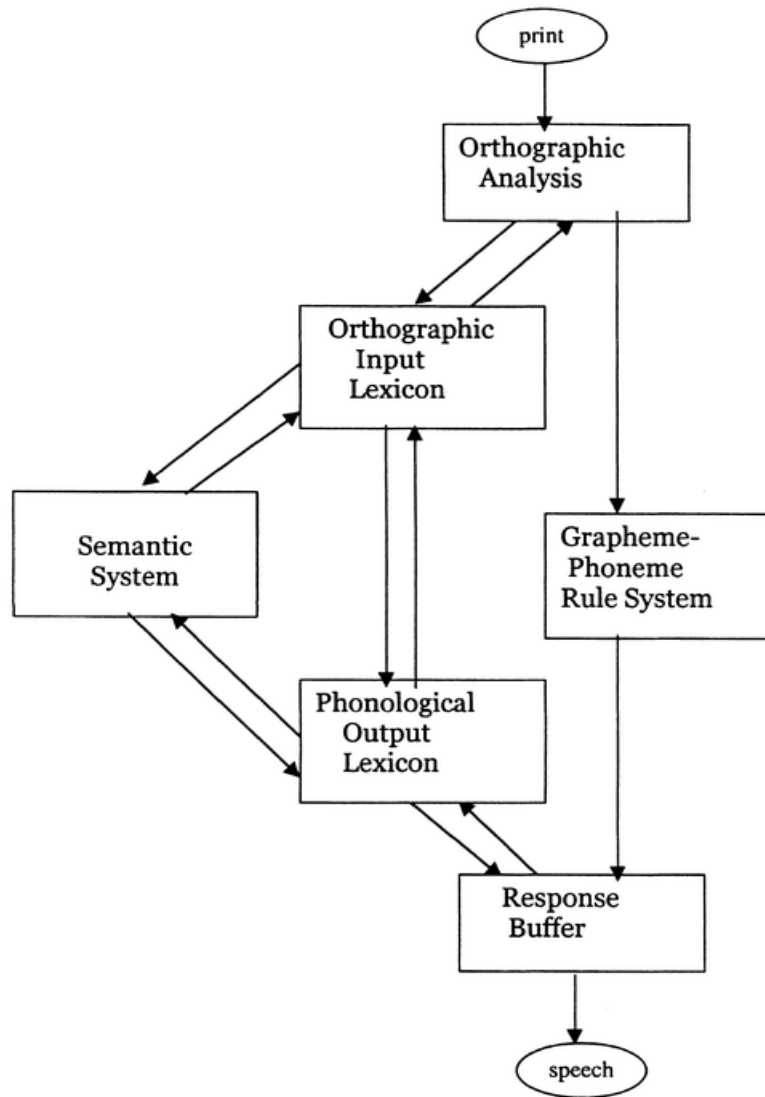 print
Orthographic
Analysis
Orthographic
Input
Lexicon
Semantic
System
Grapheme-
Phoneme
Rule System
Phonological
Output
Lexicon
Response
Buffer
speech